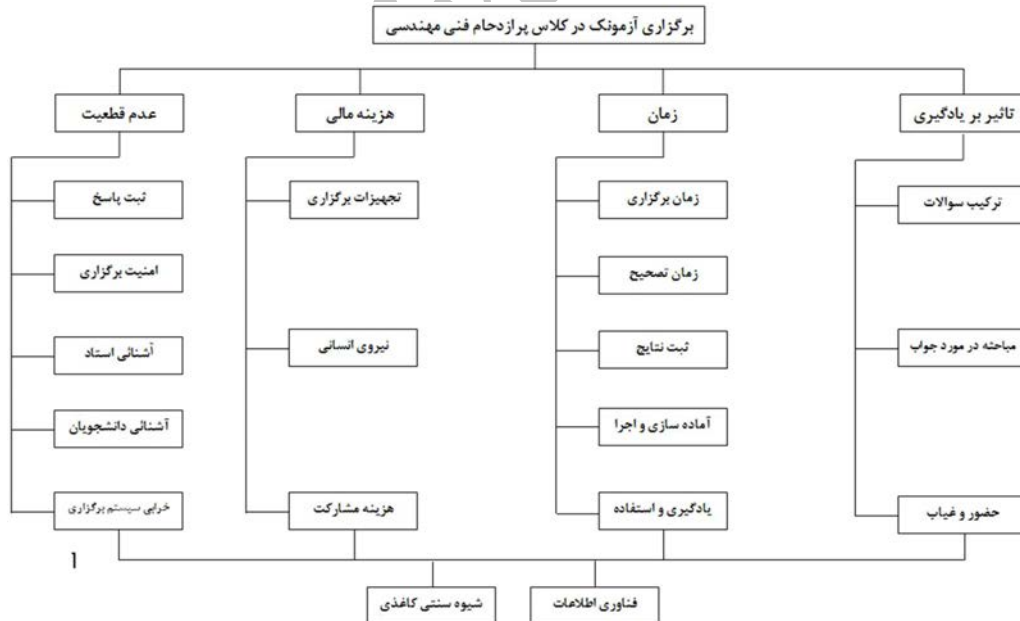 برگزاری آزمونک در کلاس پرازدحام فنی مهندسی
تاثیر بر یادگیری
زمان
هزینه مالی
عدم قطعیت
ترکیب سوالات
مباحثه در مورد جواب
حضور و غیاب
زمان برگزاری
زمان تصحیح
ثبت نتایج
آماده سازی و اجرا
یادگیری و استفاده
تجهیزات برگزاری
نیروی انسانی
هزینه مشارکت
ثبت پاسخ
امنیت برگزاری
آشنائی استاد
آشنائی دانشجویان
خرابی سیستم برگزاری
فناوری اطلاعات
شیوه سنتی کاغذی